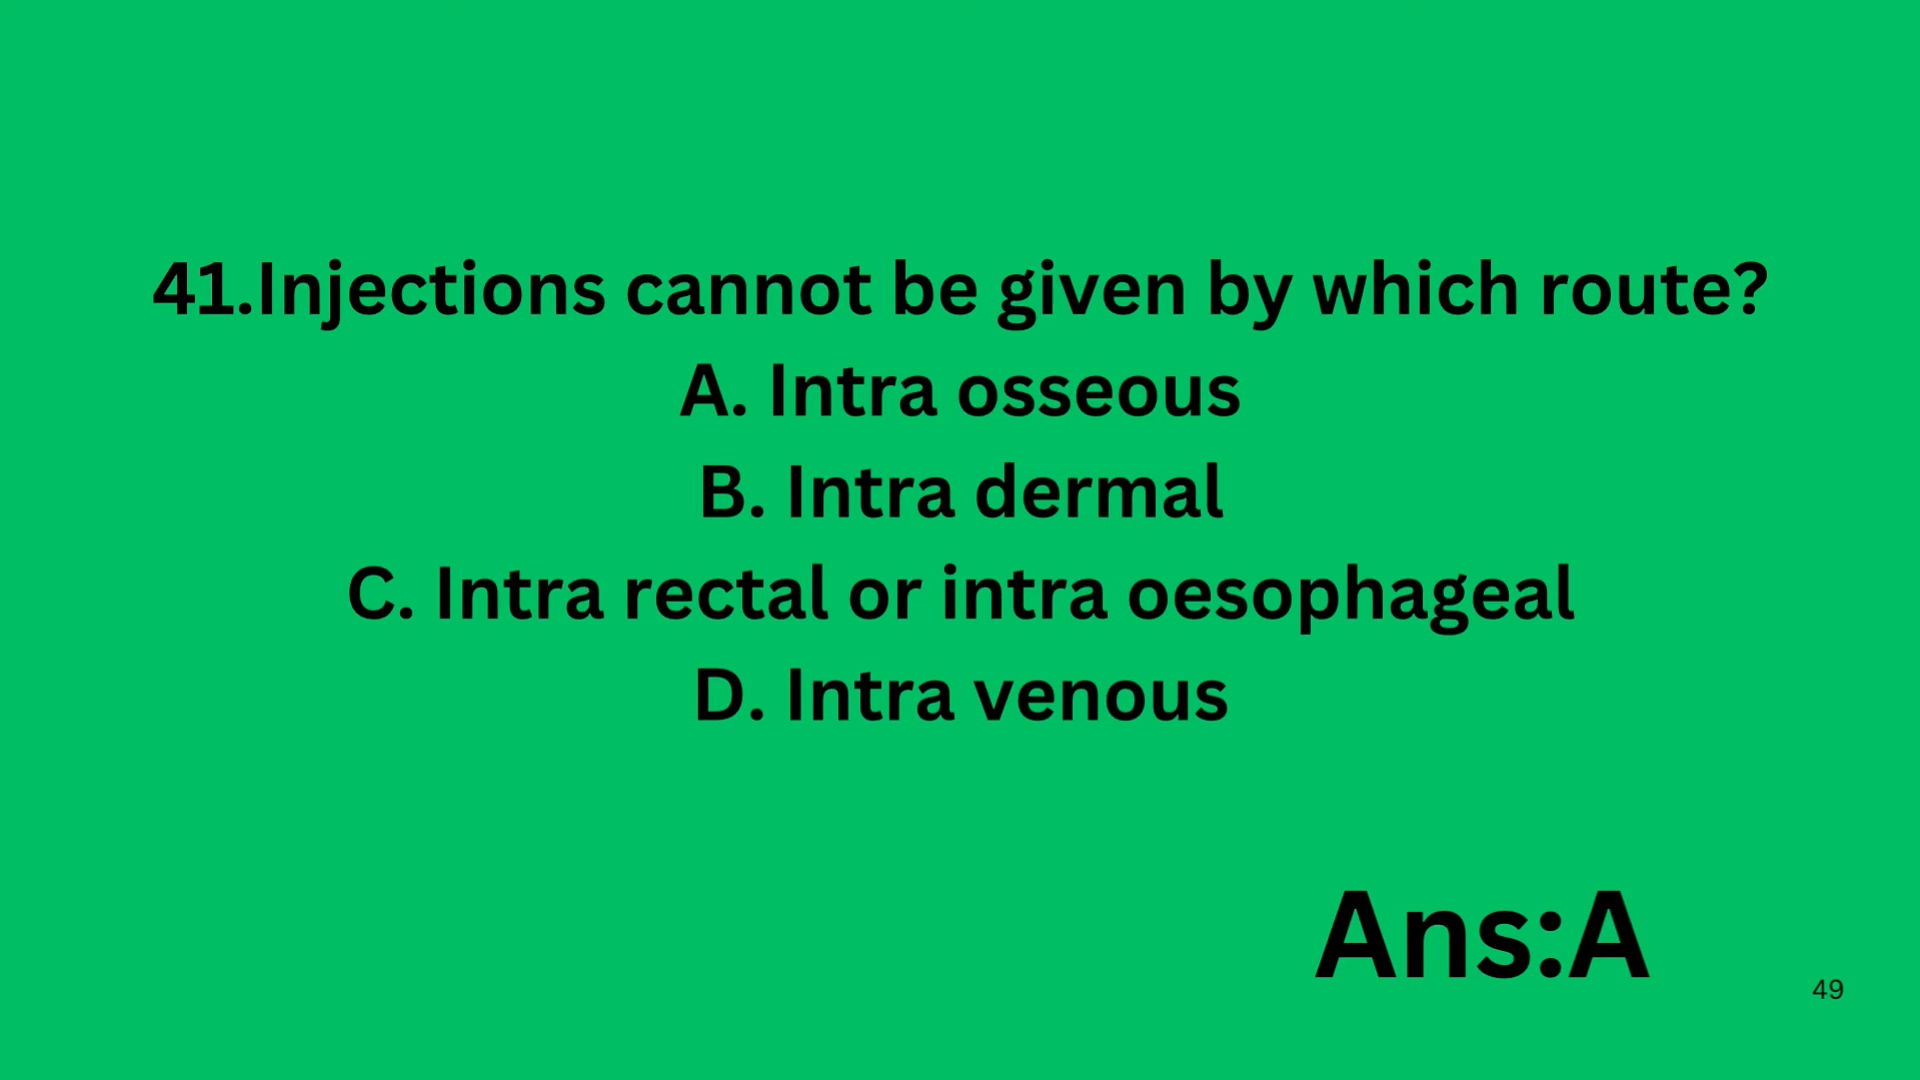 41.Injections cannot be given by which route?
A. Intra osseous
B. Intra dermal
C. Intra rectal or intra oesophageal
D. Intra venous
Ans:A
49